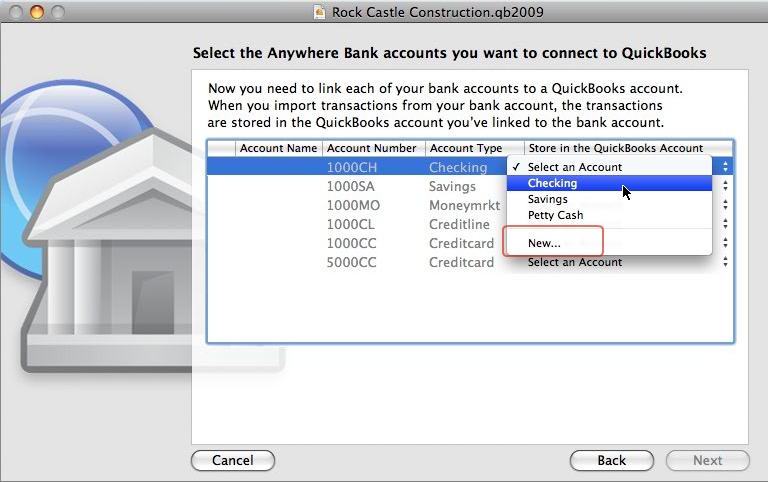 Rock Castle Construction.qb2009
Select the Anywhere Bank accounts you want to connect to QuickBooks
Now you need to link each of your bank accounts to a QuickBooks account.
When you import transactions from your bank account, the transactions
are stored in the QuickBooks account you've linked to the bank account.
Account Name Account Number Account Type Store in the QuickBooks Account
1000CH Checking ✓ Select an Account
Checking
1000SA Savings
Savings
1000MO Moneymrkt
Petty Cash
1000CL Creditline
1000CC Creditcard
New...
5000CC Creditcard Select an Account
Cancel Back Next